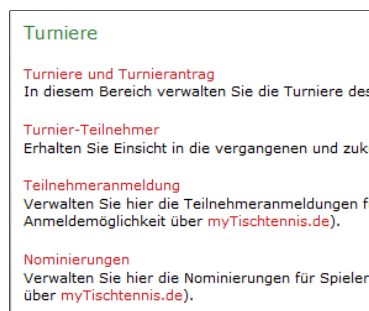 Turniere
Turniere und Turnierantrag
In diesem Bereich verwalten Sie die Turniere des
Turnier-Teilnehmer
Erhalten Sie Einsicht in die vergangenen und zuk
Teilnehmeranmeldung
Verwalten Sie hier die Teilnehmeranmeldungen f
Anmeldemöglichkeit über myTischtennis.de).
Nominierungen
Verwalten Sie hier die Nominierungen für Spieler
über myTischtennis.de).